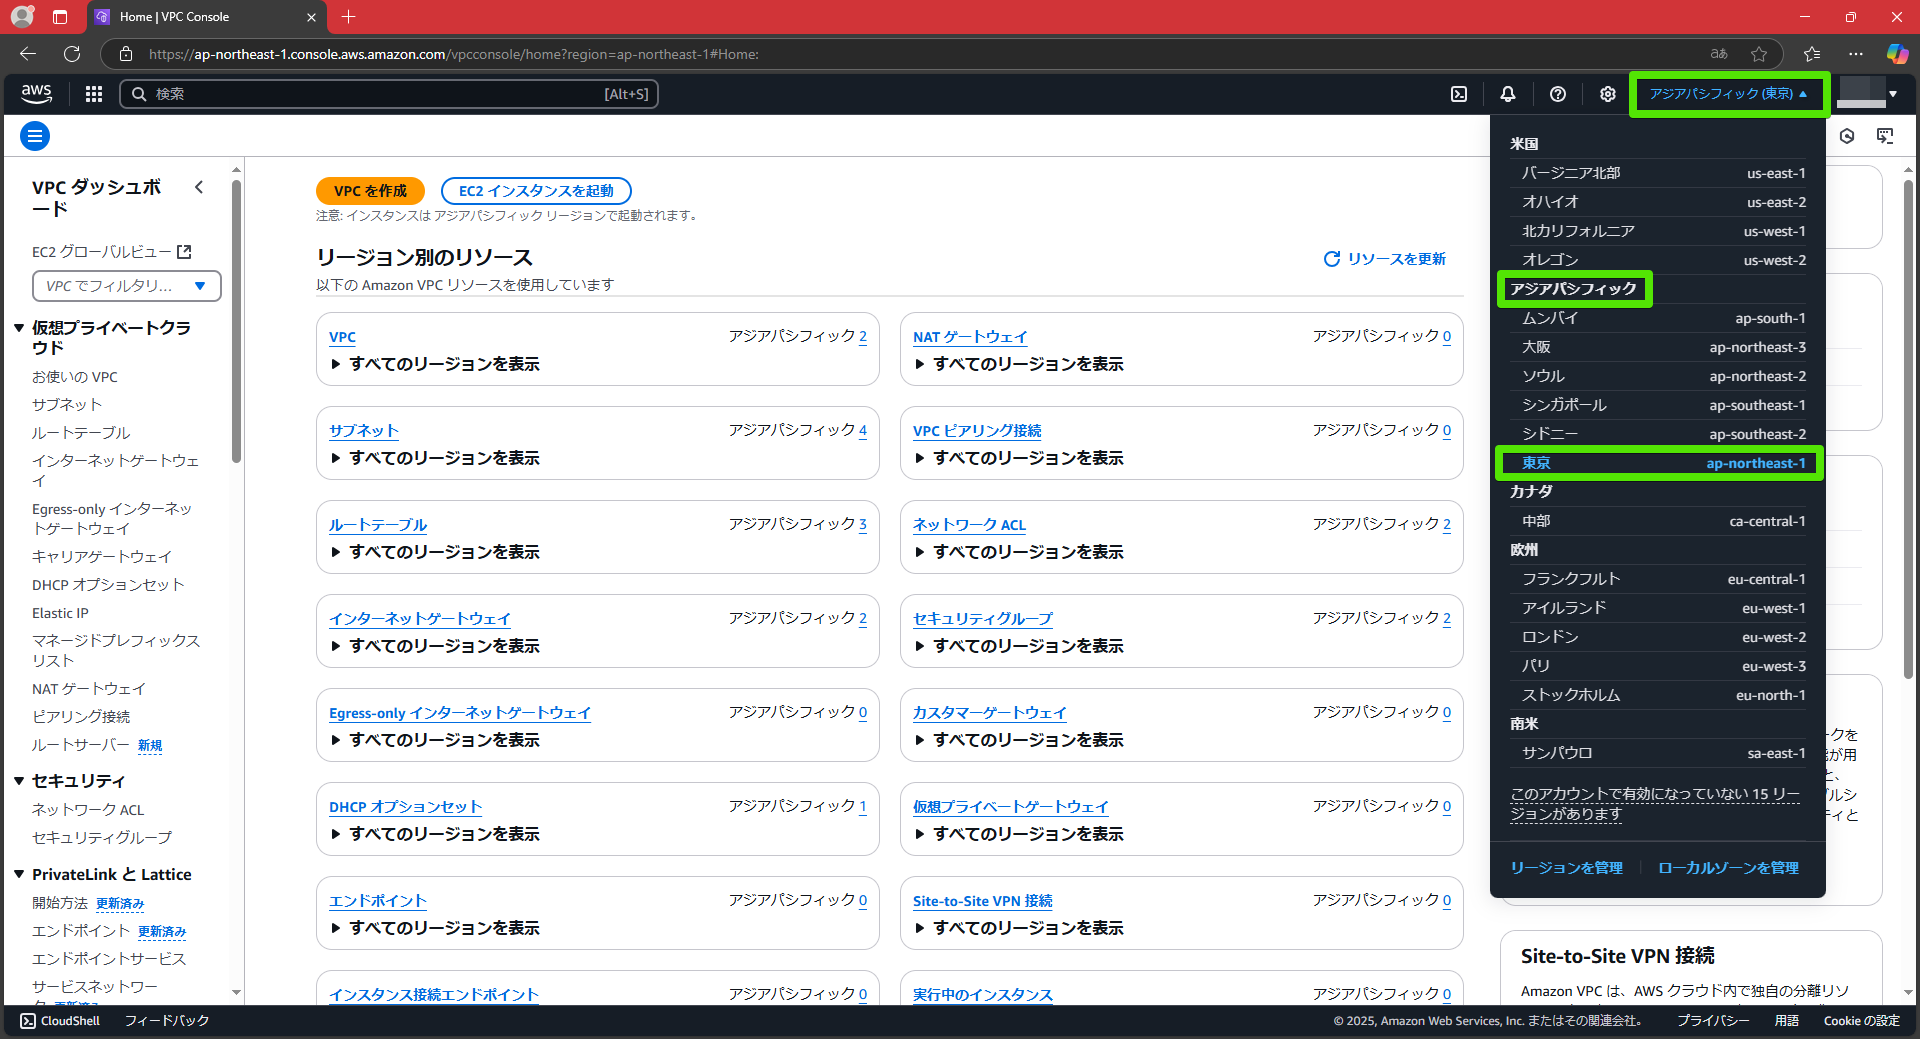 Home | VPC Console
https://ap-northeast-1.console.aws.amazon.com/vpcconsole/home?region=ap-northeast-1#Home:
aあ
aws
検索
[Alt+S]
アジアパシフィック (東京)
VPC ダッシュボ
ード
EC2 グローバルビュー
VPC でフィルタリ...
仮想プライベートクラ
ウド
お使いの VPC
サブネット
ルートテーブル
インターネットゲートウェ
イ
Egress-only インターネッ
トゲートウェイ
キャリアゲートウェイ
DHCP オプションセット
Elastic IP
マネージドプレフィックス
リスト
NAT ゲートウェイ
ピアリング接続
ルートサーバー 新規
セキュリティ
ネットワーク ACL
セキュリティグループ
PrivateLink と Lattice
開始方法 更新済み
エンドポイント 更新済み
エンドポイントサービス
サービスネットワー
ク 更新済み
VPC を作成
EC2 インスタンスを起動
注意: インスタンスは アジアパシフィック リージョンで起動されます。
リージョン別のリソース
リソースを更新
以下の Amazon VPC リソースを使用しています
VPC アジアパシフィック 2
すべてのリージョンを表示
NAT ゲートウェイ アジアパシフィック 0
すべてのリージョンを表示
サブネット アジアパシフィック 4
すべてのリージョンを表示
VPC ピアリング接続 アジアパシフィック 0
すべてのリージョンを表示
ルートテーブル アジアパシフィック 3
すべてのリージョンを表示
ネットワーク ACL アジアパシフィック 2
すべてのリージョンを表示
インターネットゲートウェイ アジアパシフィック 2
すべてのリージョンを表示
セキュリティグループ アジアパシフィック 2
すべてのリージョンを表示
Egress-only インターネットゲートウェイ アジアパシフィック 0
すべてのリージョンを表示
カスタマーゲートウェイ アジアパシフィック 0
すべてのリージョンを表示
DHCP オプションセット アジアパシフィック 1
すべてのリージョンを表示
仮想プライベートゲートウェイ アジアパシフィック 0
すべてのリージョンを表示
エンドポイント アジアパシフィック 0
すべてのリージョンを表示
Site-to-Site VPN 接続 アジアパシフィック 0
すべてのリージョンを表示
インスタンス接続エンドポイント アジアパシフィック 0
実行中のインスタンス アジアパシフィック 0
米国
バージニア北部 us-east-1
オハイオ us-east-2
北カリフォルニア us-west-1
オレゴン us-west-2
アジアパシフィック
ムンバイ ap-south-1
大阪 ap-northeast-3
ソウル ap-northeast-2
シンガポール ap-southeast-1
シドニー ap-southeast-2
東京 ap-northeast-1
カナダ
中部 ca-central-1
欧州
フランクフルト eu-central-1
アイルランド eu-west-1
ロンドン eu-west-2
パリ eu-west-3
ストックホルム eu-north-1
南米
サンパウロ sa-east-1
このアカウントで有効になっていない 15 リー
ジョンがあります
リージョンを管理
ローカルゾーンを管理
Site-to-Site VPN 接続
Amazon VPC は、AWS クラウド内で独自の分離リソ
CloudShell
フィードバック
© 2025, Amazon Web Services, Inc. またはその関連会社。
プライバシー
用語
Cookie の設定